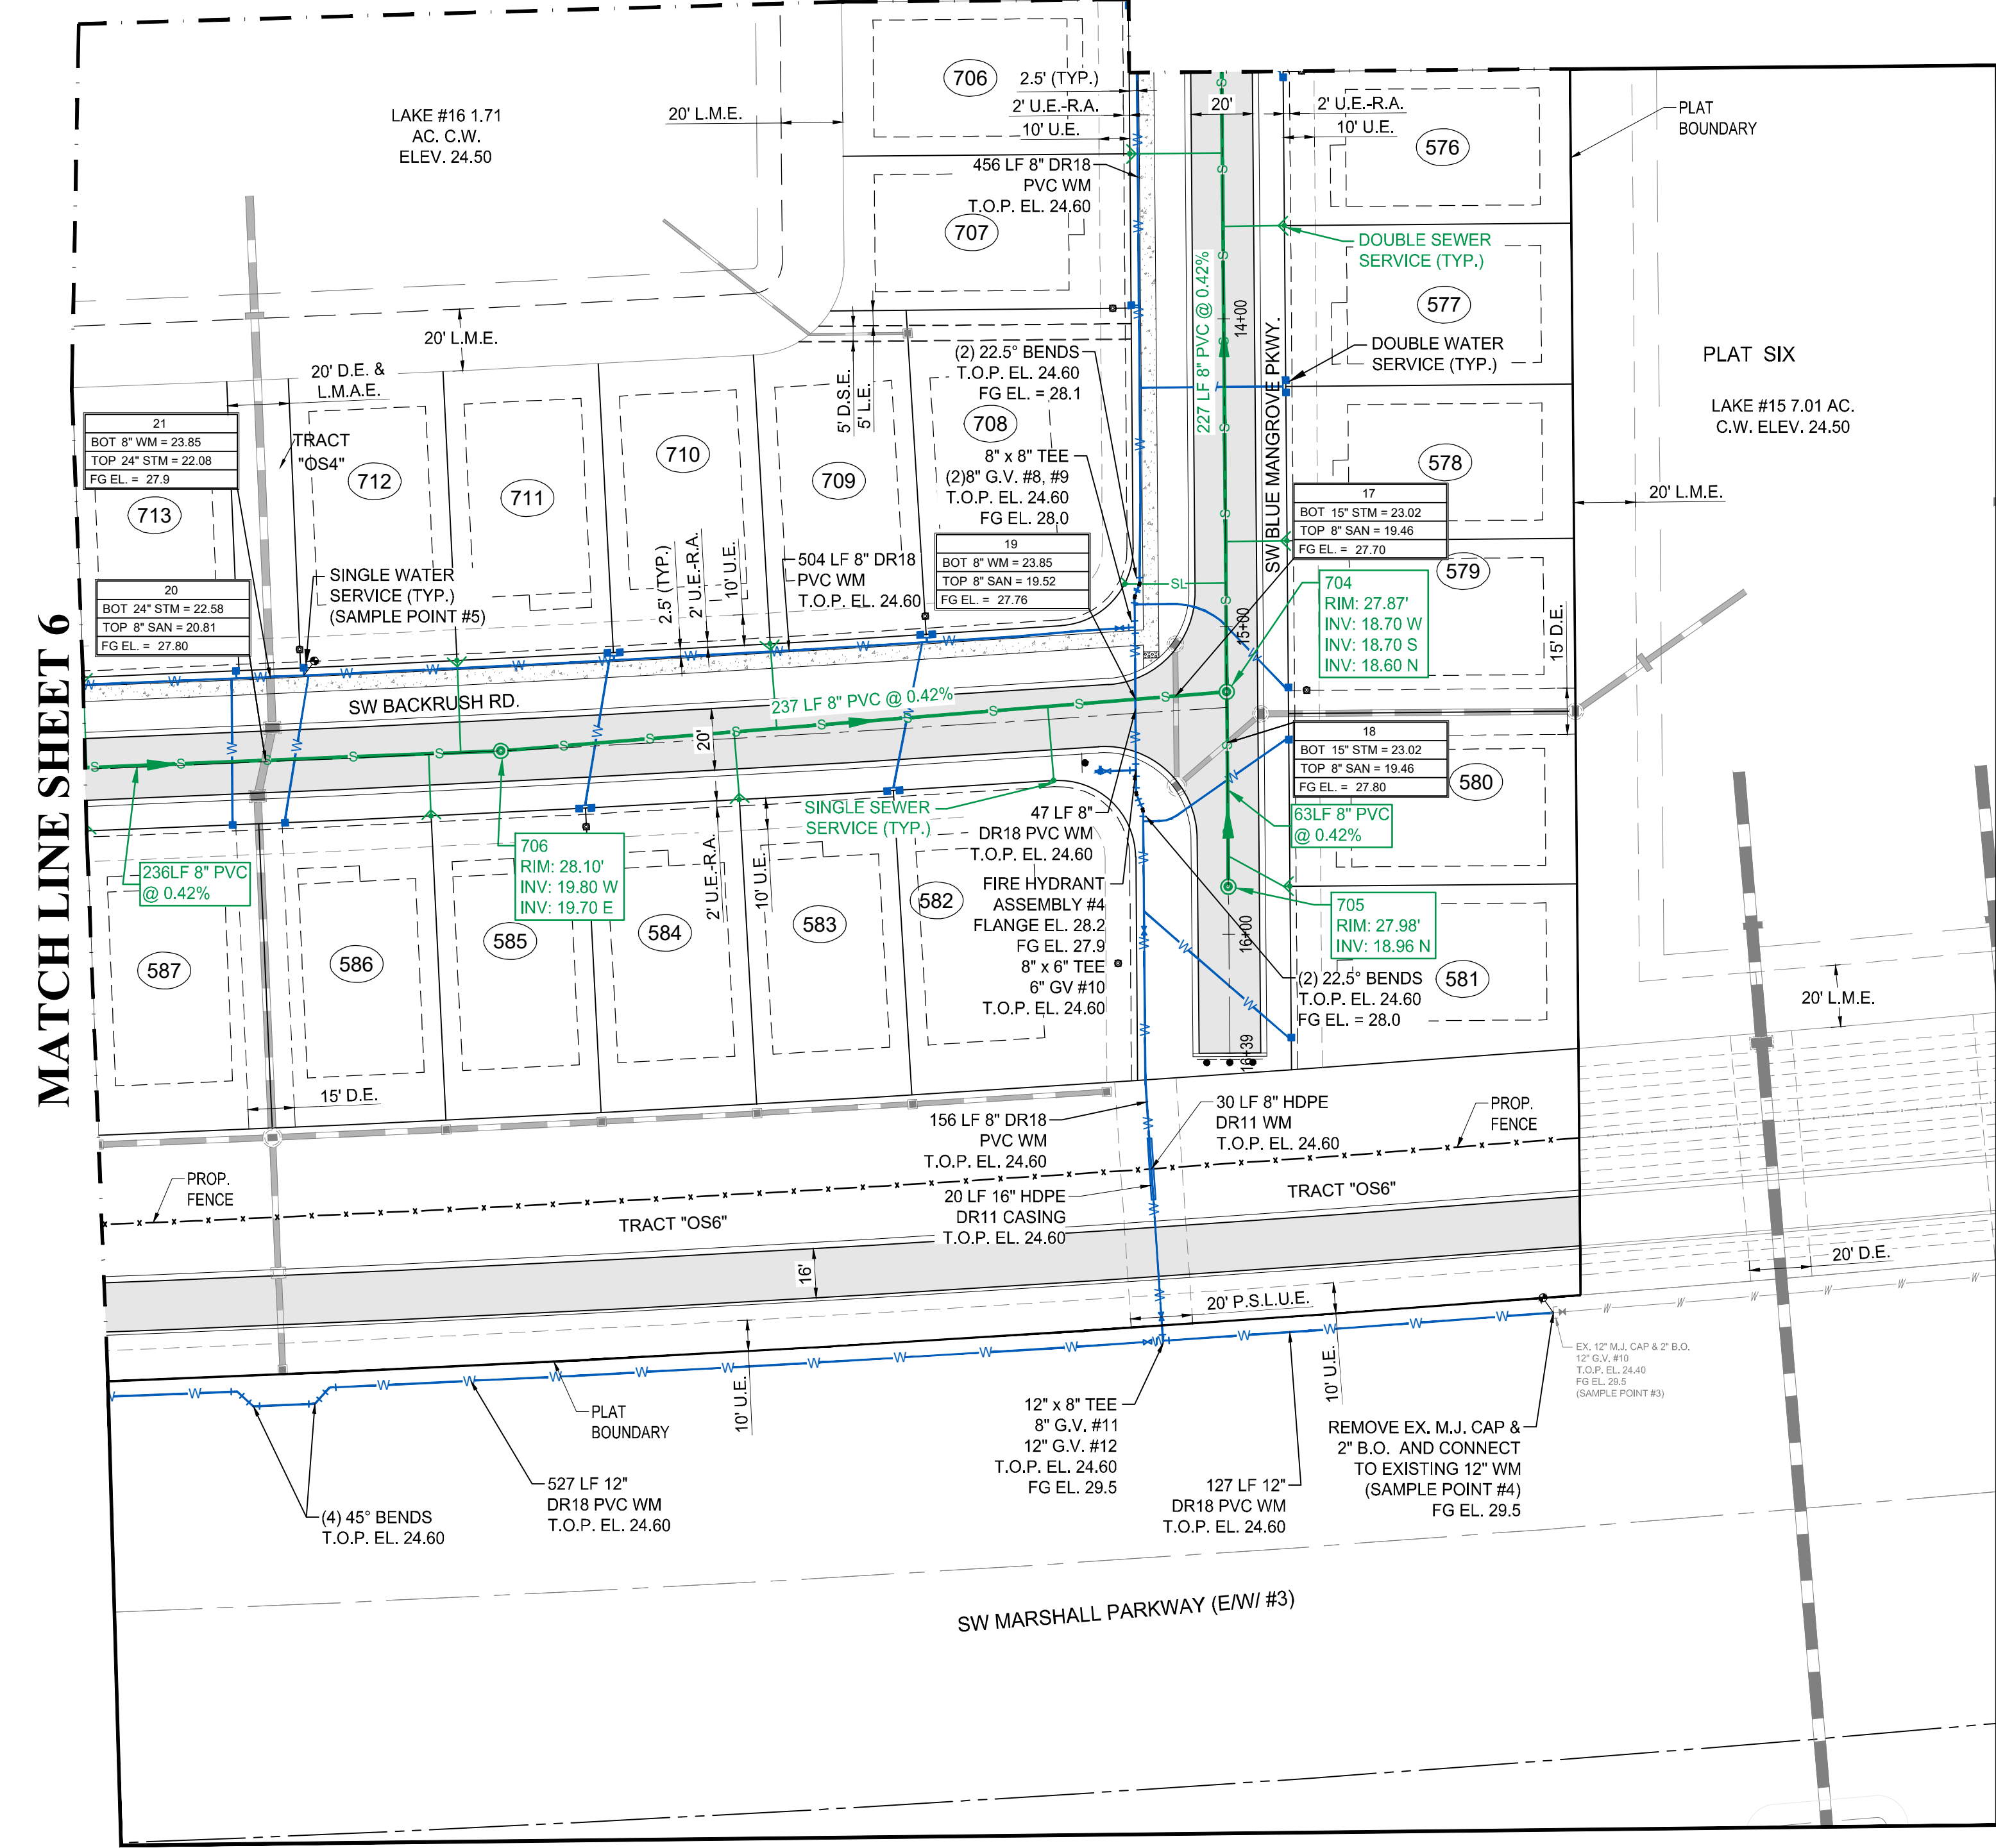 MATCH LINE SHEET 6
LAKE #16 1.71
AC. C.W.
ELEV. 24.50
20' L.M.E.
706
2.5' (TYP.)
2' U.E.-R.A.
10' U.E.
20'
2' U.E.-R.A.
10' U.E.
576
PLAT
BOUNDARY
456 LF 8" DR18
PVC WM
T.O.P. EL. 24.60
707
DOUBLE SEWER
SERVICE (TYP.)
577
227 LF 8" PVC @ 0.42%
14+00
SW BLUE MANGROVE PKWY.
DOUBLE WATER
SERVICE (TYP.)
PLAT SIX
LAKE #15 7.01 AC.
C.W. ELEV. 24.50
20' L.M.E.
20' D.E. &
L.M.A.E.
5' D.S.E.
5' L.E.
(2) 22.5° BENDS
T.O.P. EL. 24.60
FG EL. = 28.1
708
8" x 8" TEE
(2)8" G.V. #8, #9
T.O.P. EL. 24.60
FG EL. 28.0
21
BOT 8" WM = 23.85
TOP 24" STM = 22.08
FG EL. = 27.9
TRACT
"OS4"
713
712
711
710
709
578
20' L.M.E.
17
BOT 15" STM = 23.02
TOP 8" SAN = 19.46
FG EL. = 27.70
579
19
BOT 8" WM = 23.85
TOP 8" SAN = 19.52
FG EL. = 27.76
504 LF 8" DR18
PVC WM
T.O.P. EL. 24.60
2.5' (TYP.)
2' U.E.-R.A.
10' U.E.
SINGLE WATER
SERVICE (TYP.)
(SAMPLE POINT #5)
20
BOT 24" STM = 22.58
TOP 8" SAN = 20.81
FG EL. = 27.80
SL
15+00
704
RIM: 27.87'
INV: 18.70 W
INV: 18.70 S
INV: 18.60 N
15' D.E.
SW BACKRUSH RD.
237 LF 8" PVC @ 0.42%
20'
18
BOT 15" STM = 23.02
TOP 8" SAN = 19.46
FG EL. = 27.80
580
63LF 8" PVC
@ 0.42%
SINGLE SEWER
SERVICE (TYP.)
47 LF 8"
DR18 PVC WM
T.O.P. EL. 24.60
236LF 8" PVC
@ 0.42%
706
RIM: 28.10'
INV: 19.80 W
INV: 19.70 E
2' U.E.-R.A.
10' U.E.
FIRE HYDRANT
ASSEMBLY #4
FLANGE EL. 28.2
FG EL. 27.9
8" x 6" TEE
6" GV #10
T.O.P. EL. 24.60
705
RIM: 27.98'
INV: 18.96 N
16+00
587
586
585
584
583
582
(2) 22.5° BENDS
T.O.P. EL. 24.60
FG EL. = 28.0
581
20' L.M.E.
16+39
15' D.E.
156 LF 8" DR18
PVC WM
T.O.P. EL. 24.60
30 LF 8" HDPE
DR11 WM
T.O.P. EL. 24.60
PROP.
FENCE
PROP.
FENCE
20 LF 16" HDPE
DR11 CASING
T.O.P. EL. 24.60
TRACT "OS6"
TRACT "OS6"
16'
20' D.E.
20' P.S.L.U.E.
10' U.E.
10' U.E.
EX. 12" M.J. CAP & 2" B.O.
12" G.V. #10
T.O.P. EL. 24.40
FG EL. 29.5
(SAMPLE POINT #3)
PLAT
BOUNDARY
12" x 8" TEE
8" G.V. #11
12" G.V. #12
T.O.P. EL. 24.60
FG EL. 29.5
REMOVE EX. M.J. CAP &
2" B.O. AND CONNECT
TO EXISTING 12" WM
(SAMPLE POINT #4)
FG EL. 29.5
527 LF 12"
DR18 PVC WM
T.O.P. EL. 24.60
127 LF 12"
DR18 PVC WM
T.O.P. EL. 24.60
(4) 45° BENDS
T.O.P. EL. 24.60
SW MARSHALL PARKWAY (E/W/ #3)